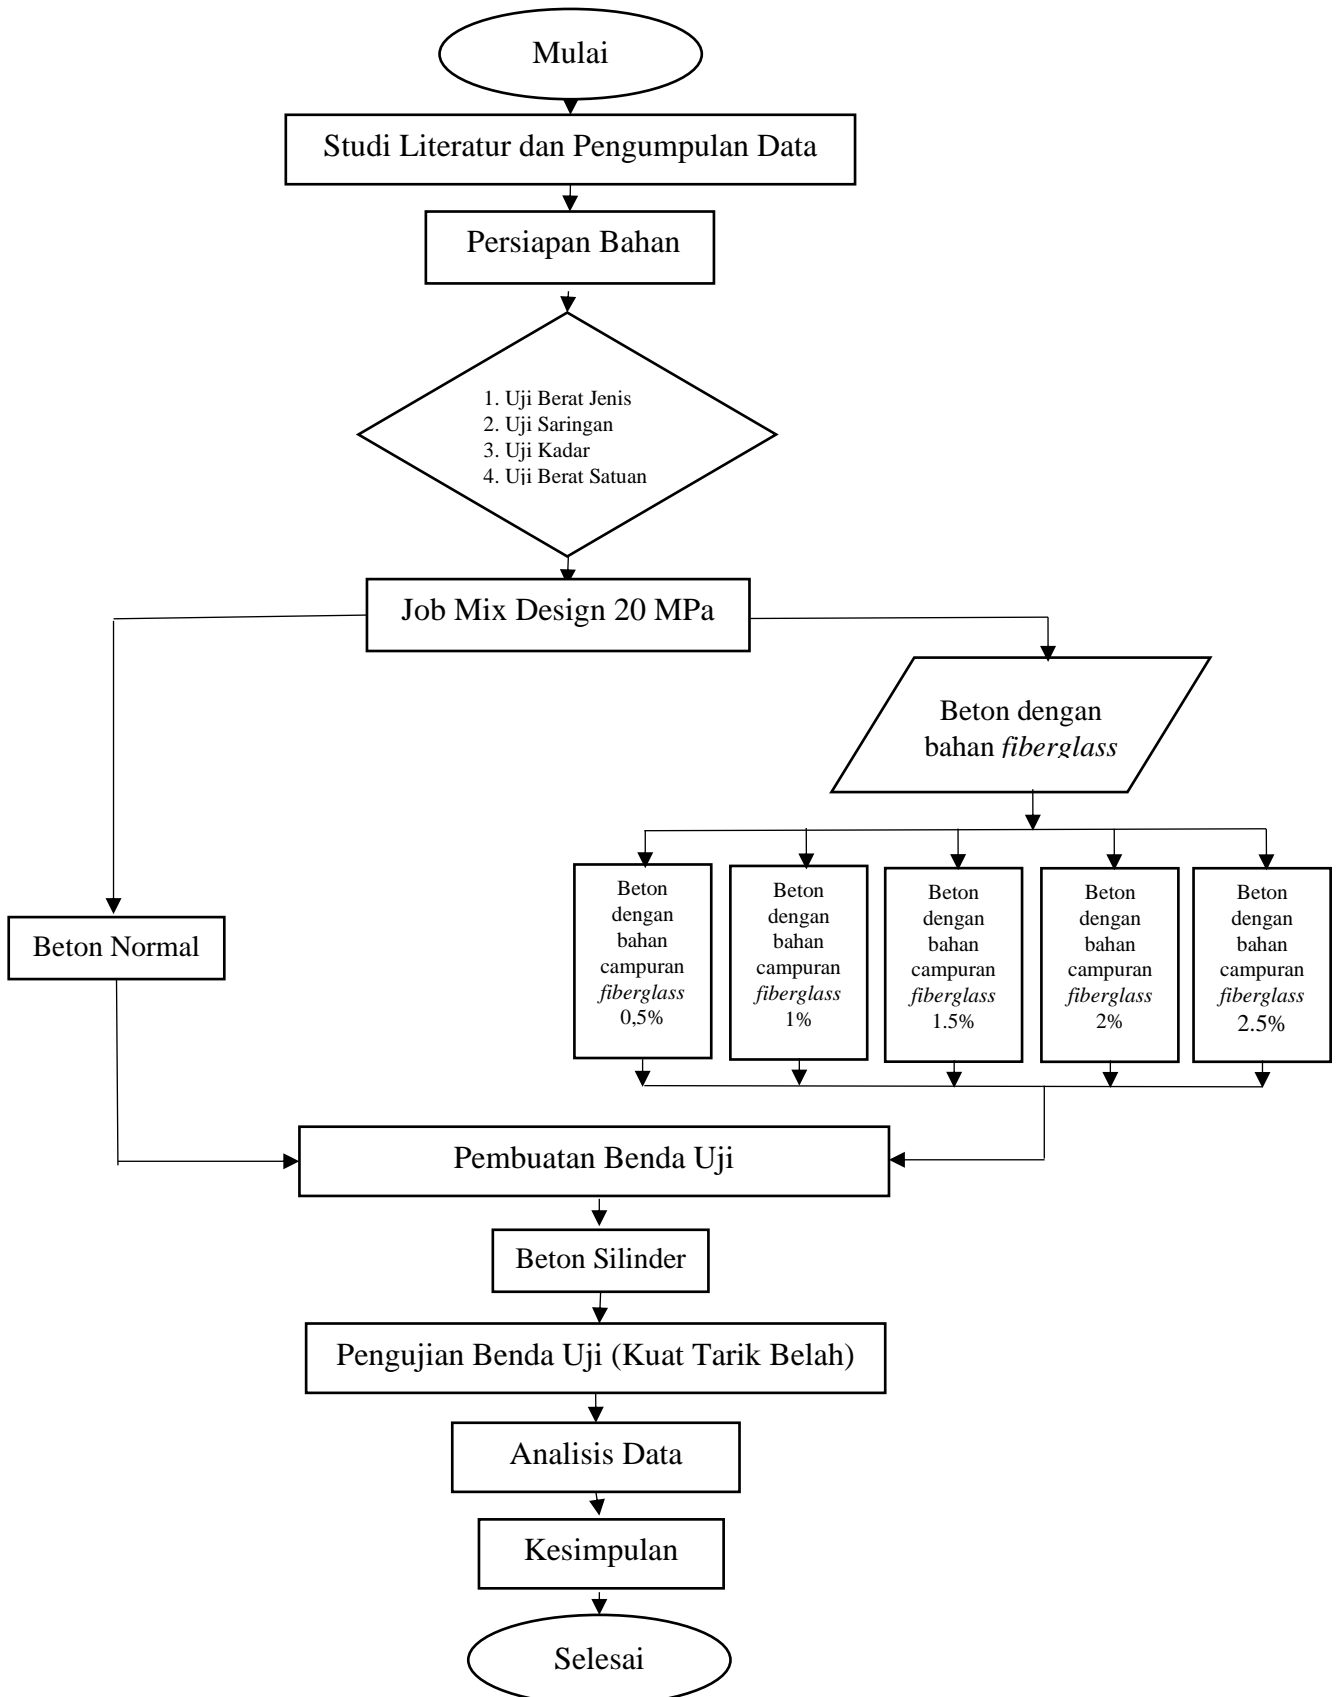 Mulai
Studi Literatur dan Pengumpulan Data
Persiapan Bahan
1. Uji Berat Jenis
2. Uji Saringan
3. Uji Kadar
4. Uji Berat Satuan
Job Mix Design 20 MPa
Beton dengan
bahan fiberglass
Beton Normal
Beton
dengan
bahan
campuran
fiberglass
0,5%
Beton
dengan
bahan
campuran
fiberglass
1%
Beton
dengan
bahan
campuran
fiberglass
1.5%
Beton
dengan
bahan
campuran
fiberglass
2%
Beton
dengan
bahan
campuran
fiberglass
2.5%
Pembuatan Benda Uji
Beton Silinder
Pengujian Benda Uji (Kuat Tarik Belah)
Analisis Data
Kesimpulan
Selesai